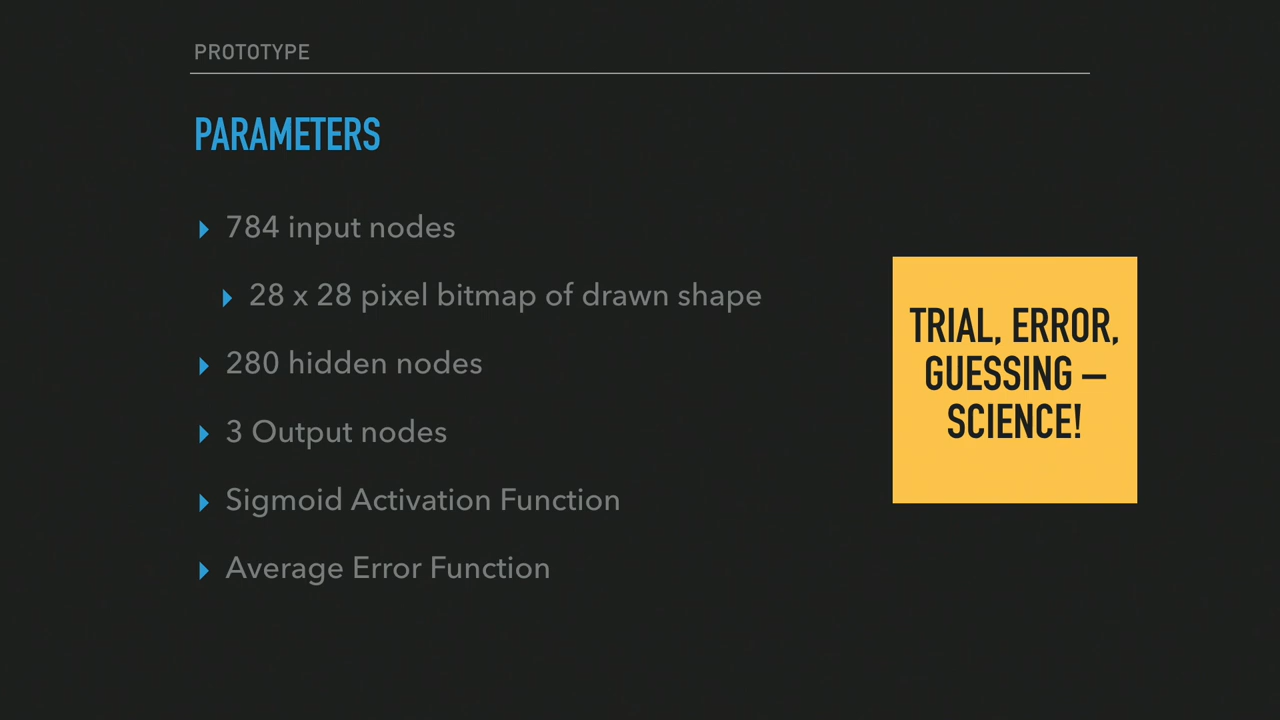 PROTOTYPE
PARAMETERS
784 input nodes
28 x 28 pixel bitmap of drawn shape
280 hidden nodes
3 Output nodes
Sigmoid Activation Function
Average Error Function
TRIAL, ERROR,
GUESSING —
SCIENCE!